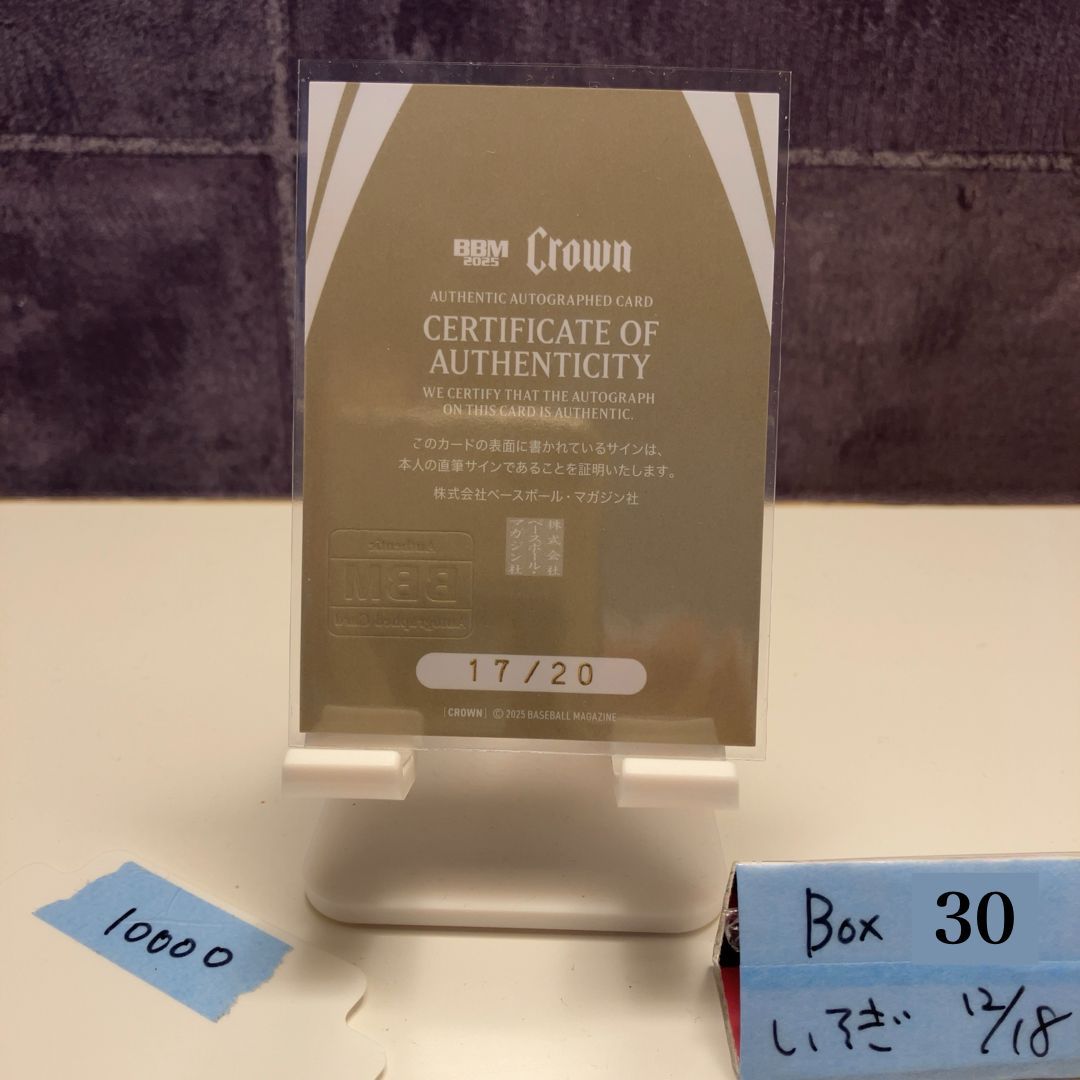 BBM 2025 Crown
AUTHENTIC AUTOGRAPHED CARD
CERTIFICATE OF
AUTHENTICITY
WE CERTIFY THAT THE AUTOGRAPH
ON THIS CARD IS AUTHENTIC.
このカードの表面に書かれているサインは、
本人の直筆サインであることを証明いたします。
株式会社ベースボール・マガジン社
株式会社
ベースボール・
マガジン社
Authentic
BBM
Autographed Card
17/20
| CROWN | © 2025 BASEBALL MAGAZINE
10000
Box 30
12/18